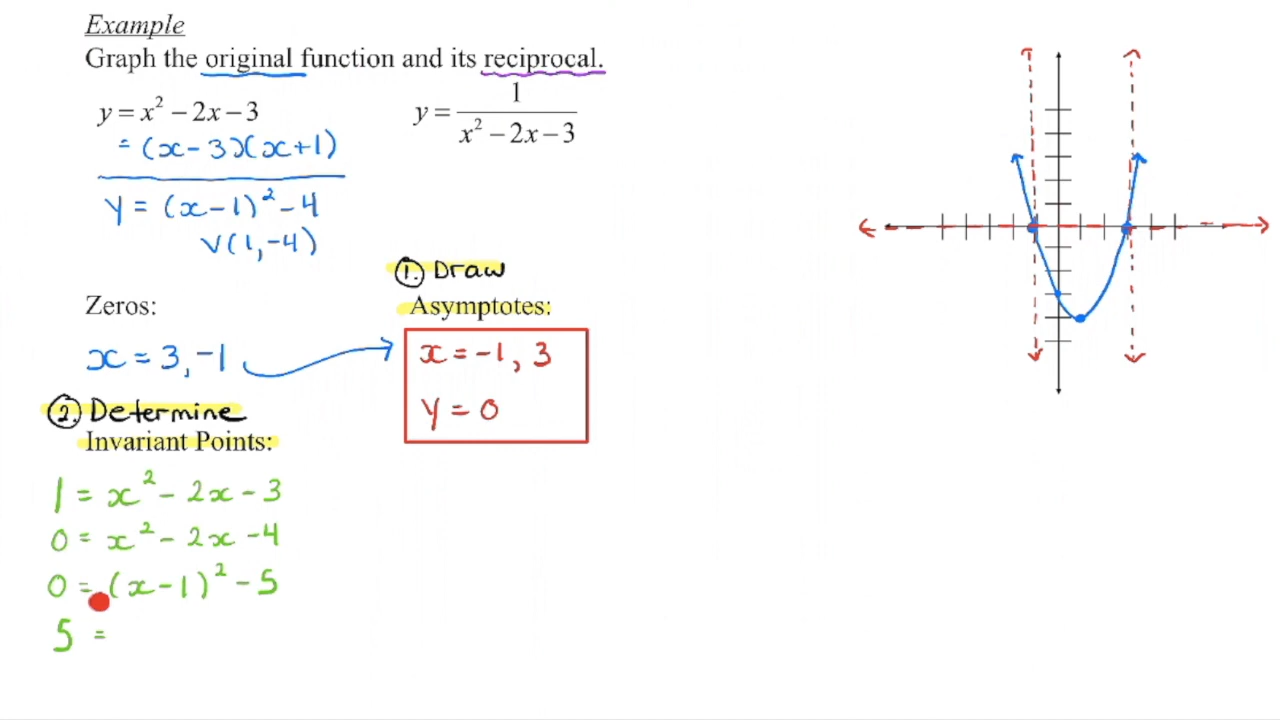 Example
Graph the original function and its reciprocal.
y = x² − 2x − 3
= (x−3)(x+1)
y = (x−1)² − 4
V(1,−4)
y = 1/(x² − 2x − 3)
Zeros:
x = 3, −1
① Draw
Asymptotes:
x = −1, 3
y = 0
② Determine
Invariant Points:
1 = x² − 2x − 3
0 = x² − 2x − 4
0 = (x−1)² − 5
5 =